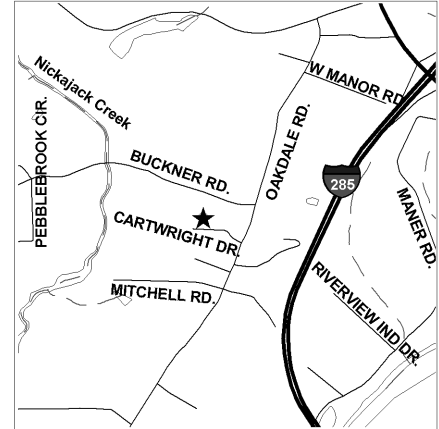 W MANOR RD.
Nickajack Creek
OAKDALE RD.
PEBBLEBROOK CIR.
BUCKNER RD.
285
MANER RD.
CARTWRIGHT DR.
RIVERVIEW IND DR.
MITCHELL RD.